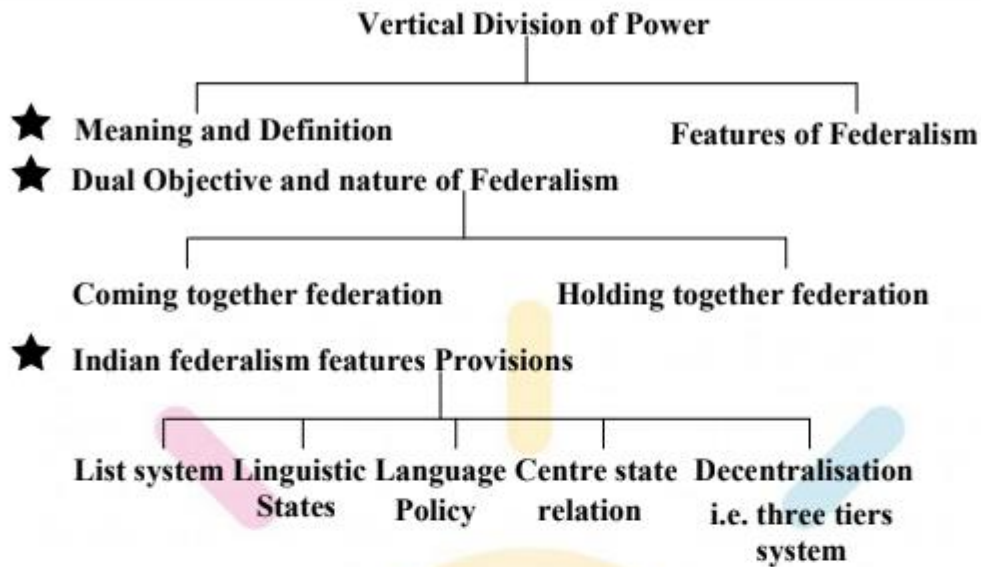 Vertical Division of Power
Meaning and Definition
Features of Federalism
Dual Objective and nature of Federalism
Coming together federation
Holding together federation
Indian federalism features Provisions
List system
Linguistic
States
Language
Policy
Centre state
relation
Decentralisation
i.e. three tiers
system